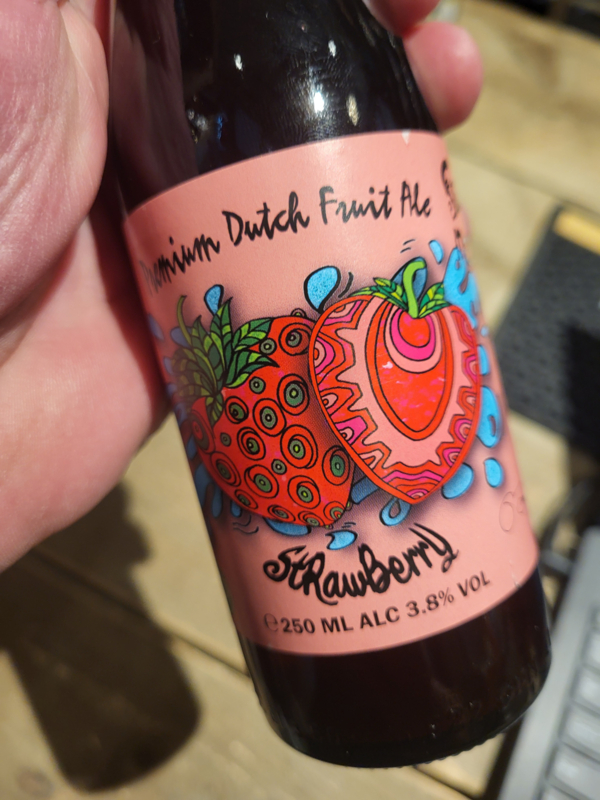 Premium Dutch Fruit Ale
StRawBerry
℮250 ML ALC 3.8% VOL